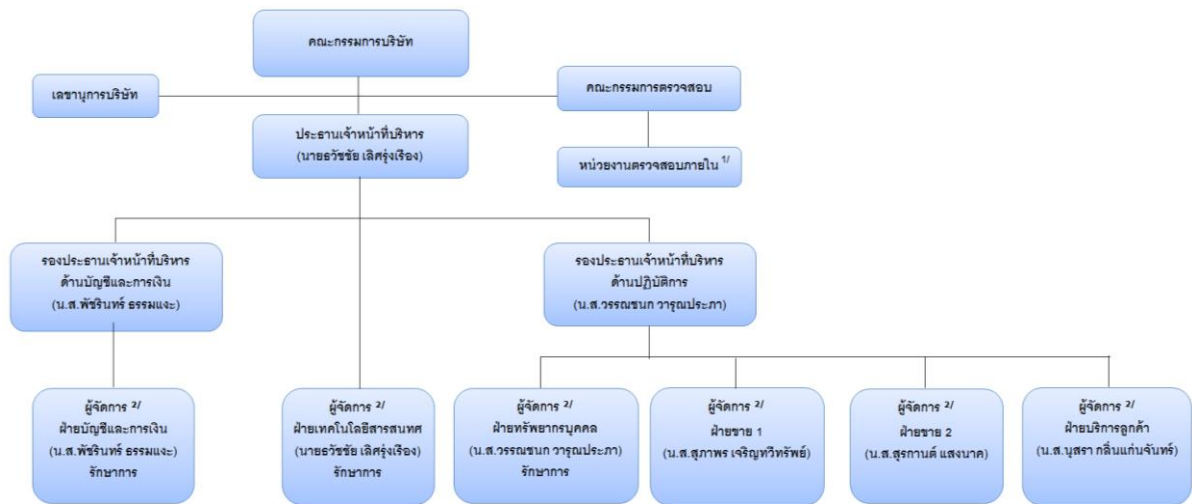 คณะกรรมการบริษัท
เลขานุการบริษัท
คณะกรรมการตรวจสอบ
ประธานเจ้าหน้าที่บริหาร
(นายธวัชชัย เลิศรุ่งเรือง)
หน่วยงานตรวจสอบภายใน 1/
รองประธานเจ้าหน้าที่บริหาร
ด้านบัญชีและการเงิน
(น.ส.พัชรินทร์ ธรรมแงะ)
รองประธานเจ้าหน้าที่บริหาร
ด้านปฏิบัติการ
(น.ส.วรรณชนก วารุณประภา)
ผู้จัดการ 2/
ฝ่ายบัญชีและการเงิน
(น.ส.พัชรินทร์ ธรรมแงะ)
รักษาการ
ผู้จัดการ 2/
ฝ่ายเทคโนโลยีสารสนทศ
(นายธวัชชัย เลิศรุ่งเรือง)
รักษาการ
ผู้จัดการ 2/
ฝ่ายทรัพยากรบุคคล
(น.ส.วรรณชนก วารุณประภา)
รักษาการ
ผู้จัดการ 2/
ฝ่ายขาย 1
(น.ส.สุภาพร เจริญทวีทรัพย์)
ผู้จัดการ 2/
ฝ่ายขาย 2
(น.ส.สุรกานต์ แสงนาค)
ผู้จัดการ 2/
ฝ่ายบริการลูกค้า
(น.ส.นุสรา กลิ่นแก่นจันทร์)